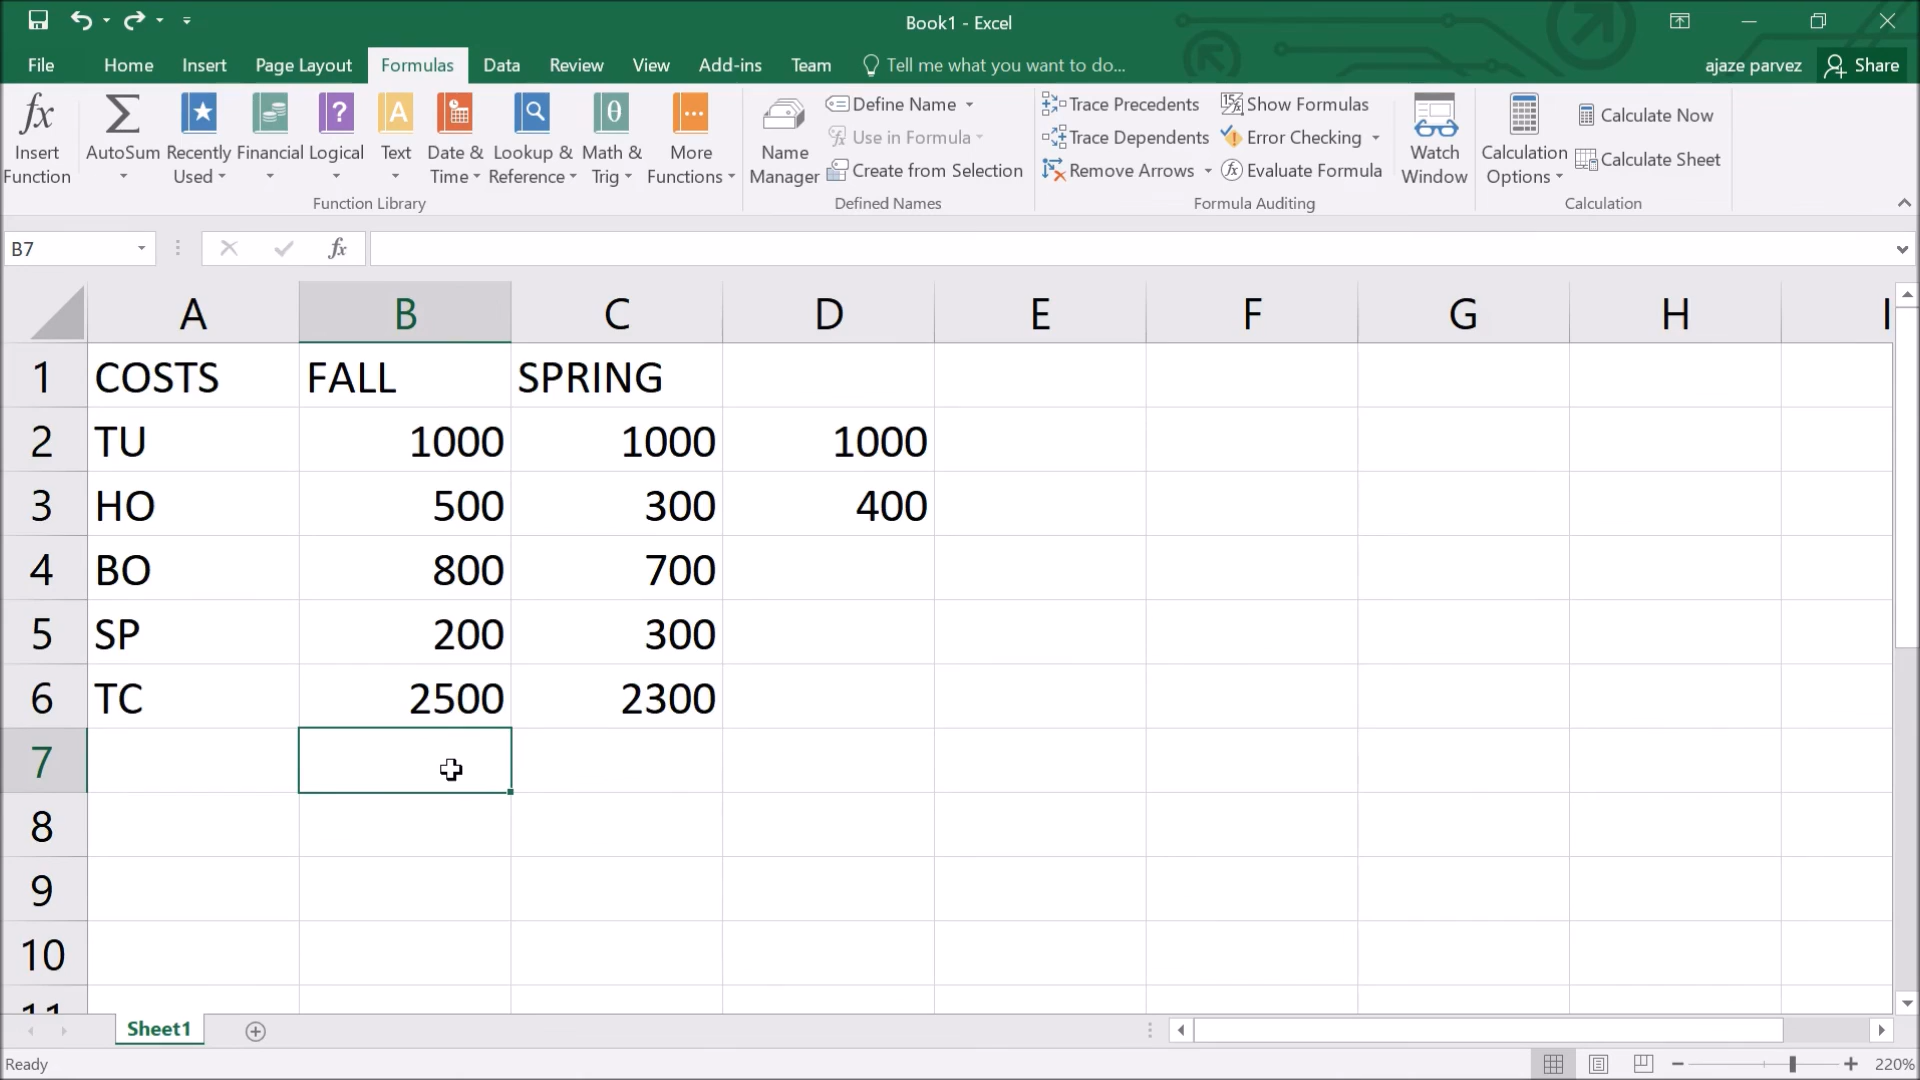 Book1 - Excel
File Home Insert Page Layout Formulas Data Review View Add-ins Team Tell me what you want to do... ajaze parvez Share
fx Insert Function
AutoSum
Recently Used
Financial
Logical
Text
Date & Time
Lookup & Reference
Math & Trig
More Functions
Function Library
Name Manager
Define Name
Use in Formula
Create from Selection
Defined Names
Trace Precedents
Trace Dependents
Remove Arrows
Show Formulas
Error Checking
Evaluate Formula
Formula Auditing
Watch Window
Calculation Options
Calculate Now
Calculate Sheet
Calculation
B7 fx
A B C D E F G H I
1 COSTS FALL SPRING
2 TU 1000 1000 1000
3 HO 500 300 400
4 BO 800 700
5 SP 200 300
6 TC 2500 2300
7
8
9
10
11
Sheet1
Ready 220%